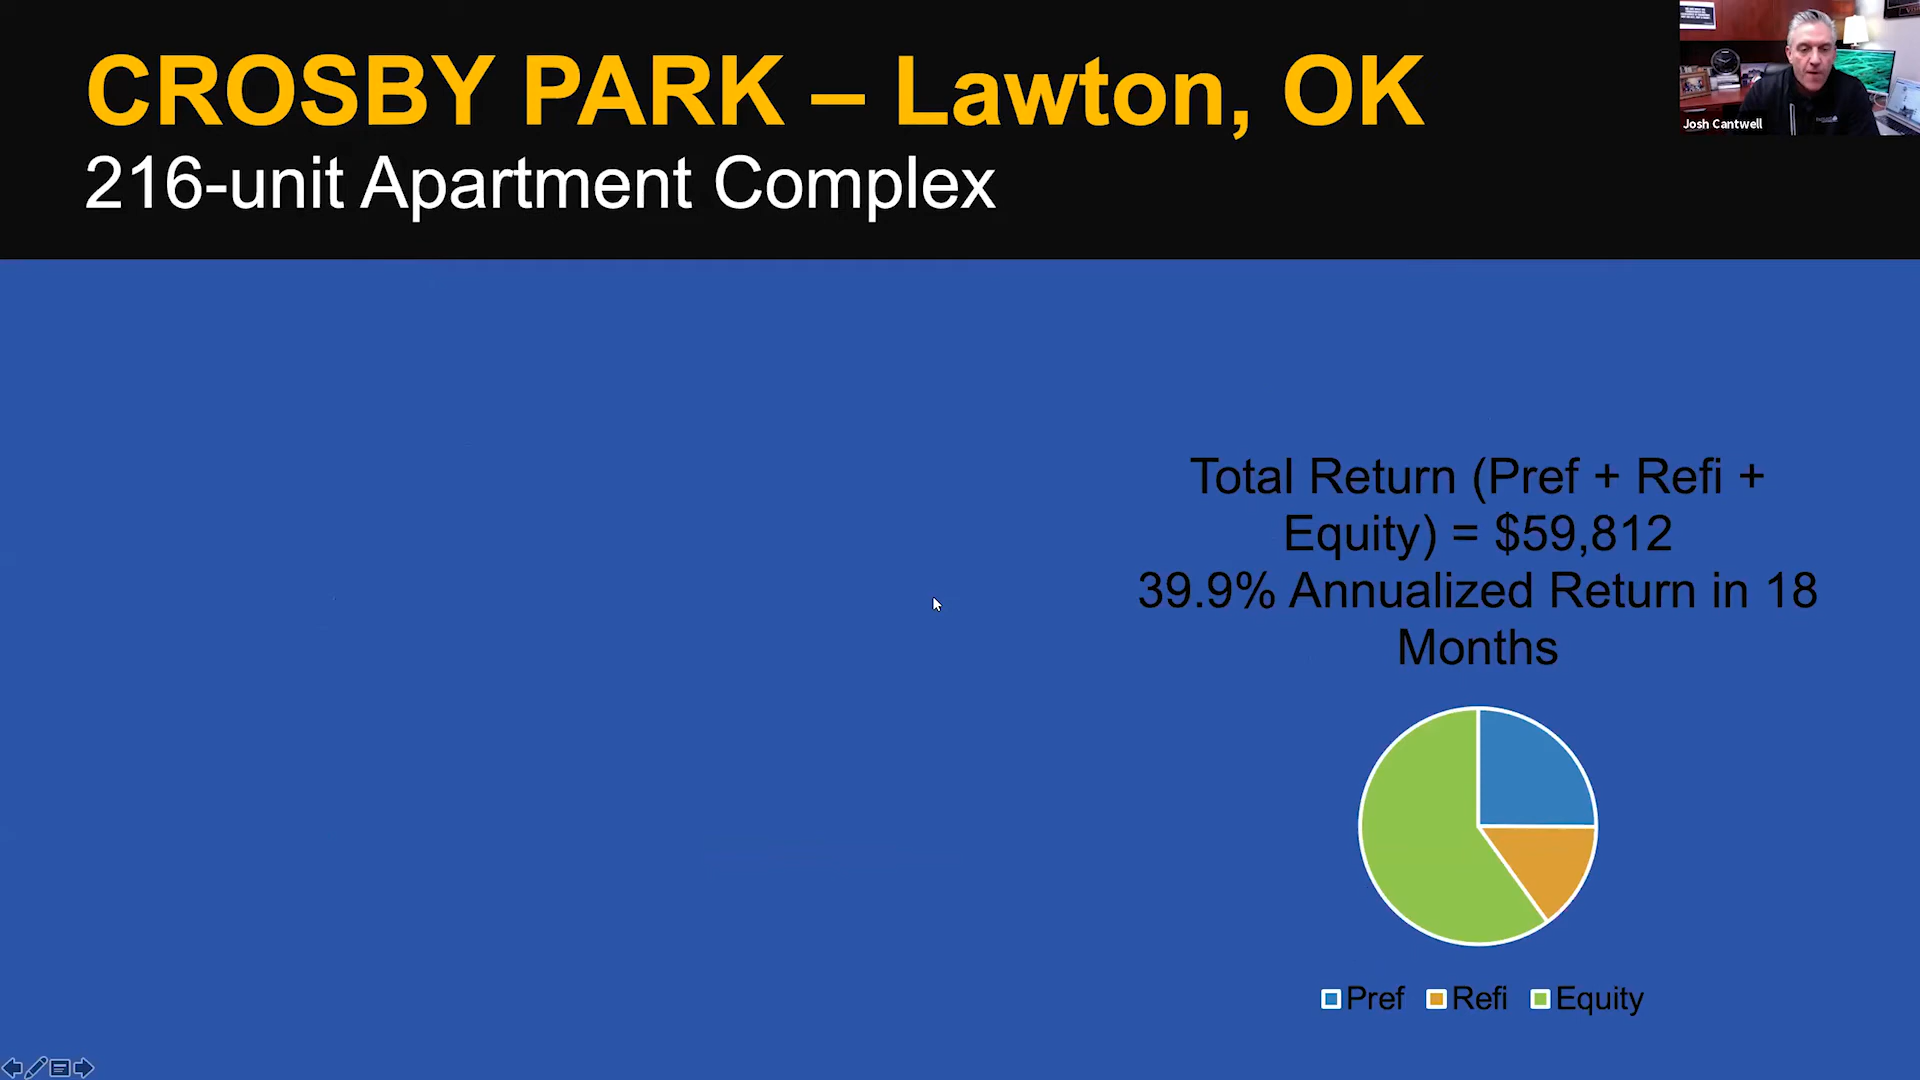 CROSBY PARK – Lawton, OK
216-unit Apartment Complex
Josh Cantwell
Total Return (Pref + Refi +
Equity) = $59,812
39.9% Annualized Return in 18
Months
Pref Refi Equity